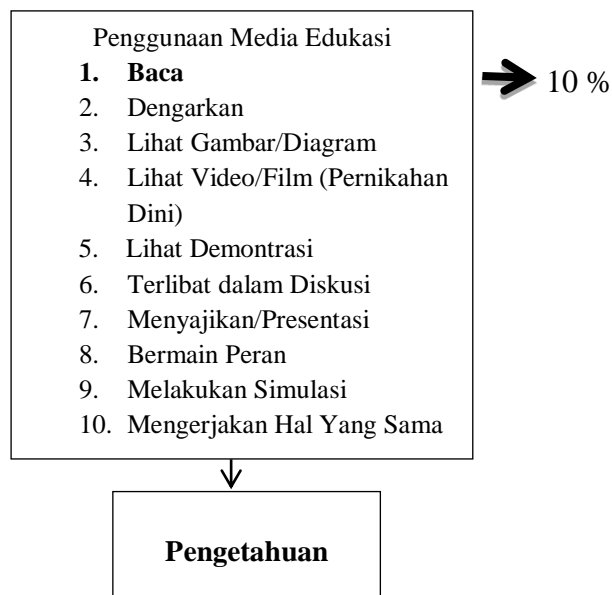 Penggunaan Media Edukasi
1. Baca
10 %
2. Dengarkan
3. Lihat Gambar/Diagram
4. Lihat Video/Film (Pernikahan
Dini)
5. Lihat Demontrasi
6. Terlibat dalam Diskusi
7. Menyajikan/Presentasi
8. Bermain Peran
9. Melakukan Simulasi
10. Mengerjakan Hal Yang Sama
Pengetahuan